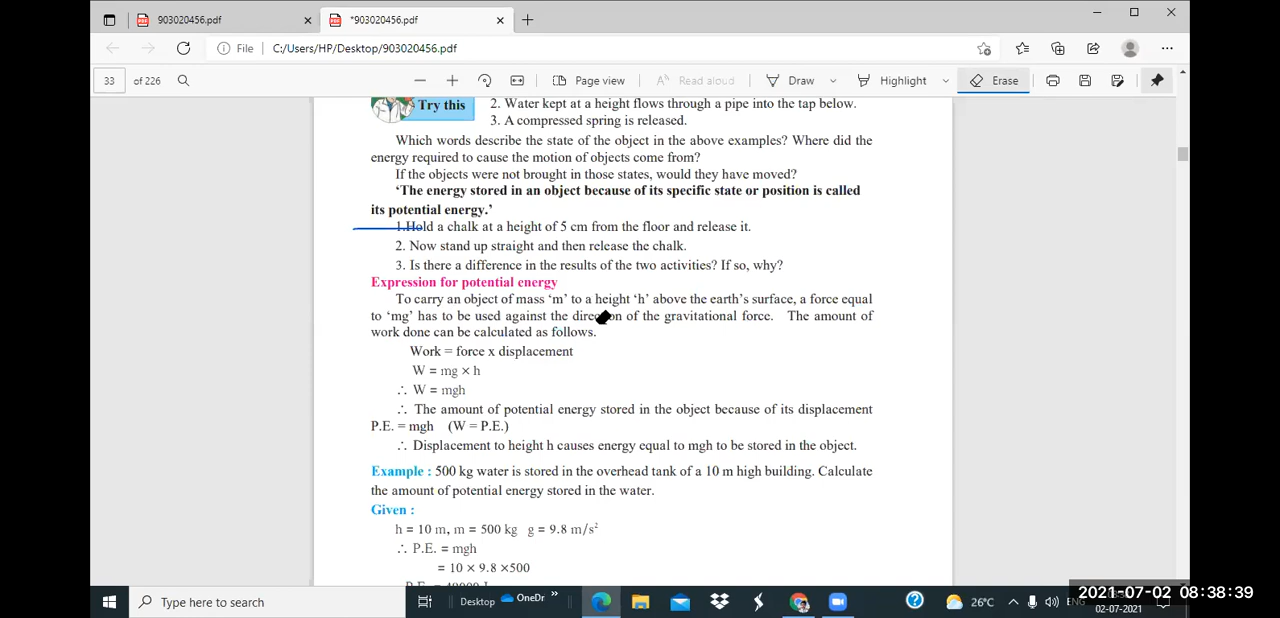 903020456.pdf
*903020456.pdf
File C:/Users/HP/Desktop/903020456.pdf
33 of 226 Page view Read aloud Draw Highlight Erase
Try this
2. Water kept at a height flows through a pipe into the tap below.
3. A compressed spring is released.
Which words describe the state of the object in the above examples? Where did the
energy required to cause the motion of objects come from?
If the objects were not brought in those states, would they have moved?
‘The energy stored in an object because of its specific state or position is called
its potential energy.’
1.Hold a chalk at a height of 5 cm from the floor and release it.
2. Now stand up straight and then release the chalk.
3. Is there a difference in the results of the two activities? If so, why?
Expression for potential energy
To carry an object of mass ‘m’ to a height ‘h’ above the earth’s surface, a force equal
to ‘mg’ has to be used against the direction of the gravitational force. The amount of
work done can be calculated as follows.
Work = force x displacement
W = mg × h
∴ W = mgh
∴ The amount of potential energy stored in the object because of its displacement
P.E. = mgh (W = P.E.)
∴ Displacement to height h causes energy equal to mgh to be stored in the object.
Example : 500 kg water is stored in the overhead tank of a 10 m high building. Calculate
the amount of potential energy stored in the water.
Given :
h = 10 m, m = 500 kg g = 9.8 m/s²
∴ P.E. = mgh
= 10 × 9.8 ×500
Type here to search Desktop OneDr 26°C ENG
2021-07-02 08:38:39
02-07-2021